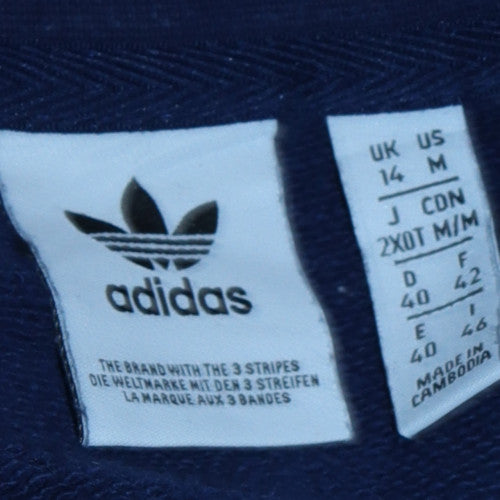 adidas
THE BRAND WITH THE 3 STRIPES
DIE WELTMARKE MIT DEN 3 STREIFEN
LA MARQUE AUX 3 BANDES
UK US
14 M
J CDN
2XOT M/M
D F
40 42
E I
40 46
MADE IN
CAMBODIA